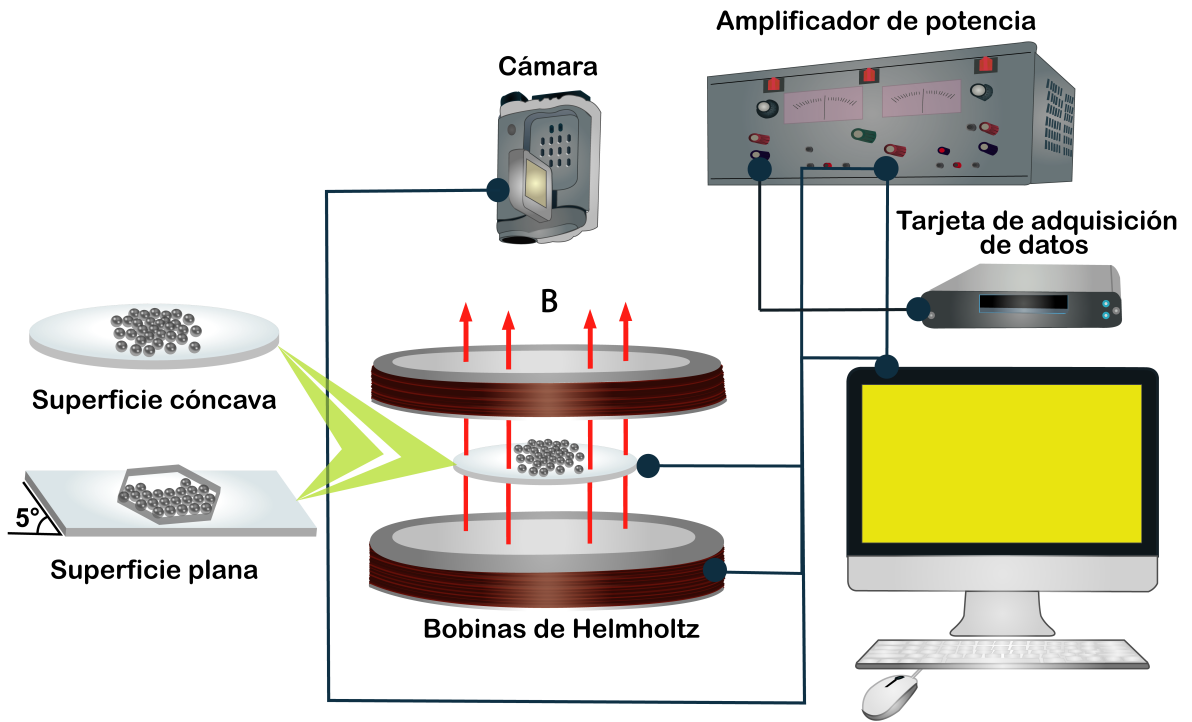 Amplificador de potencia
Cámara
Tarjeta de adquisición
de datos
B
Superficie cóncava
5°
Superficie plana
Bobinas de Helmholtz